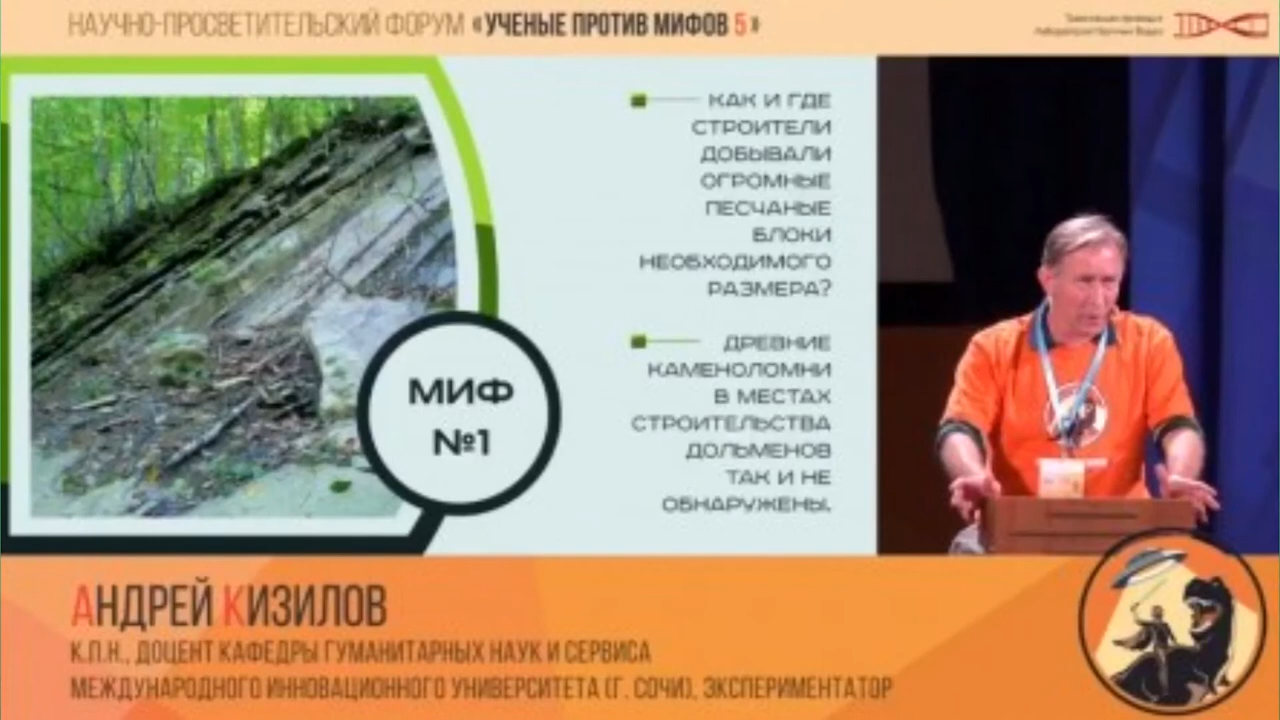 НАУЧНО-ПРОСВЕТИТЕЛЬСКИЙ ФОРУМ «УЧЕНЫЕ ПРОТИВ МИФОВ 5»
КАК И ГДЕ
СТРОИТЕЛИ
ДОБЫВАЛИ
ОГРОМНЫЕ
ПЕСЧАНЫЕ
БЛОКИ
НЕОБХОДИМОГО
РАЗМЕРА?
ДРЕВНИЕ
КАМЕНОЛОМНИ
В МЕСТАХ
СТРОИТЕЛЬСТВА
ДОЛЬМЕНОВ
ТАК И НЕ
ОБНАРУЖЕНЫ.
МИФ
№1
АНДРЕЙ КИЗИЛОВ
К.П.Н., ДОЦЕНТ КАФЕДРЫ ГУМАНИТАРНЫХ НАУК И СЕРВИСА
МЕЖДУНАРОДНОГО ИННОВАЦИОННОГО УНИВЕРСИТЕТА (Г. СОЧИ), ЭКСПЕРИМЕНТАТОР